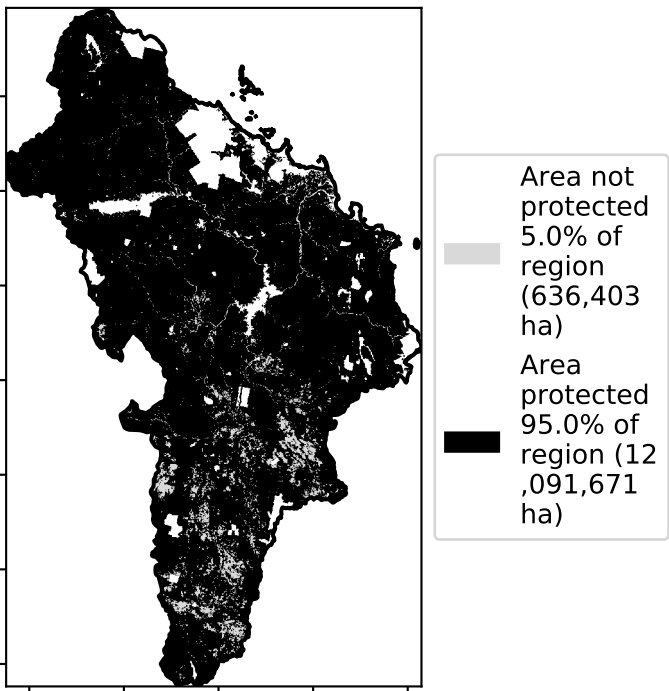 Area not
protected
5.0% of
region
(636,403
ha)
Area
protected
95.0% of
region (12
,091,671
ha)